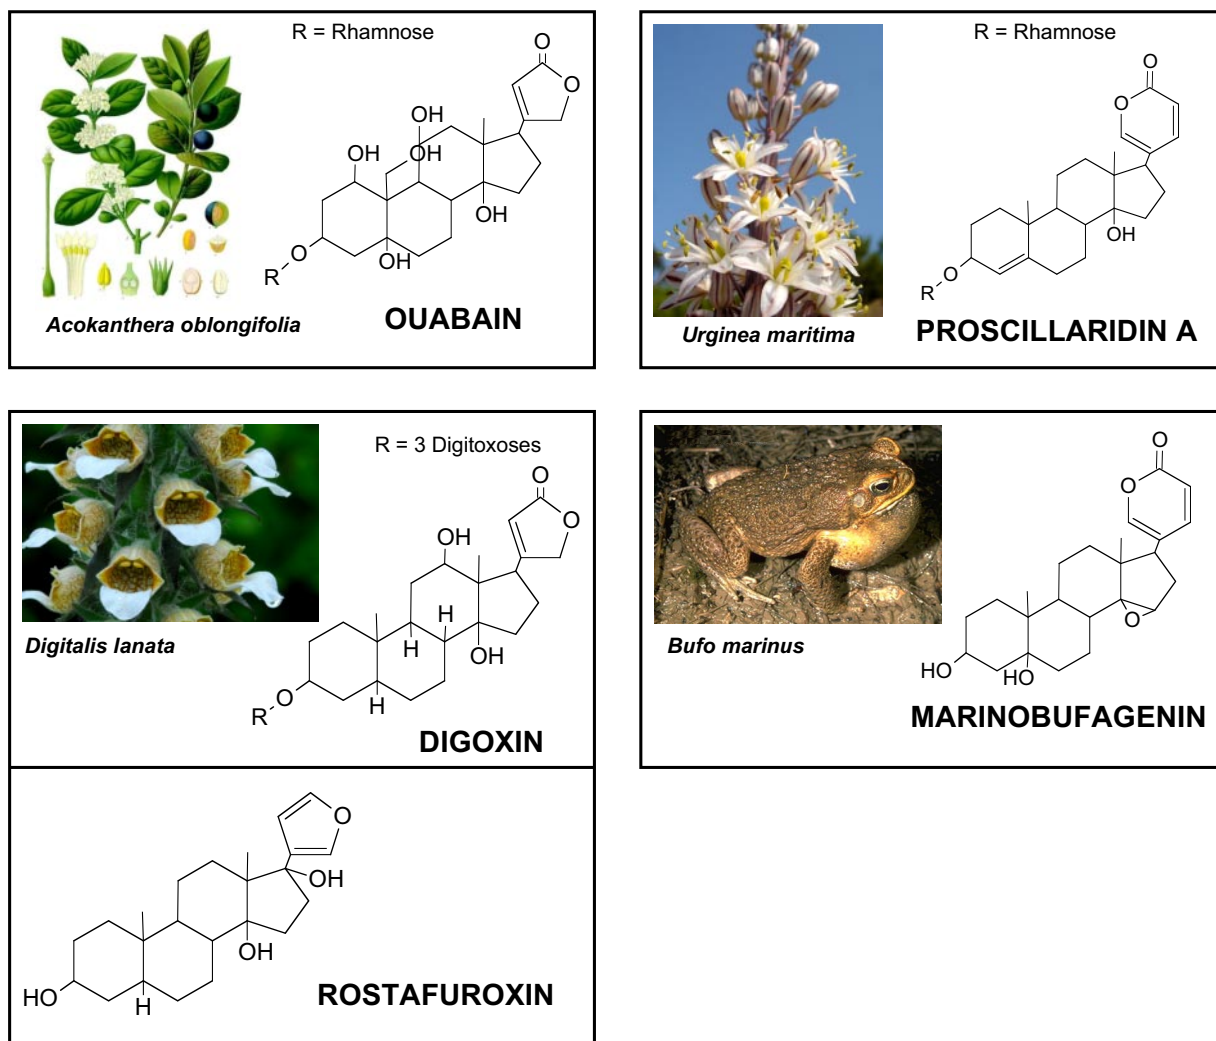 R = Rhamnose
O
O
OH
OH
OH
OH
O
OH
R
Acokanthera oblongifolia
OUABAIN
R = Rhamnose
O
O
OH
O
R
Urginea maritima
PROSCILLARIDIN A
R = 3 Digitoxoses
O
O
OH
H
H
OH
O
H
R
Digitalis lanata
DIGOXIN
O
O
O
HO
HO
Bufo marinus
MARINOBUFAGENIN
O
OH
OH
HO
H
ROSTAFUROXIN